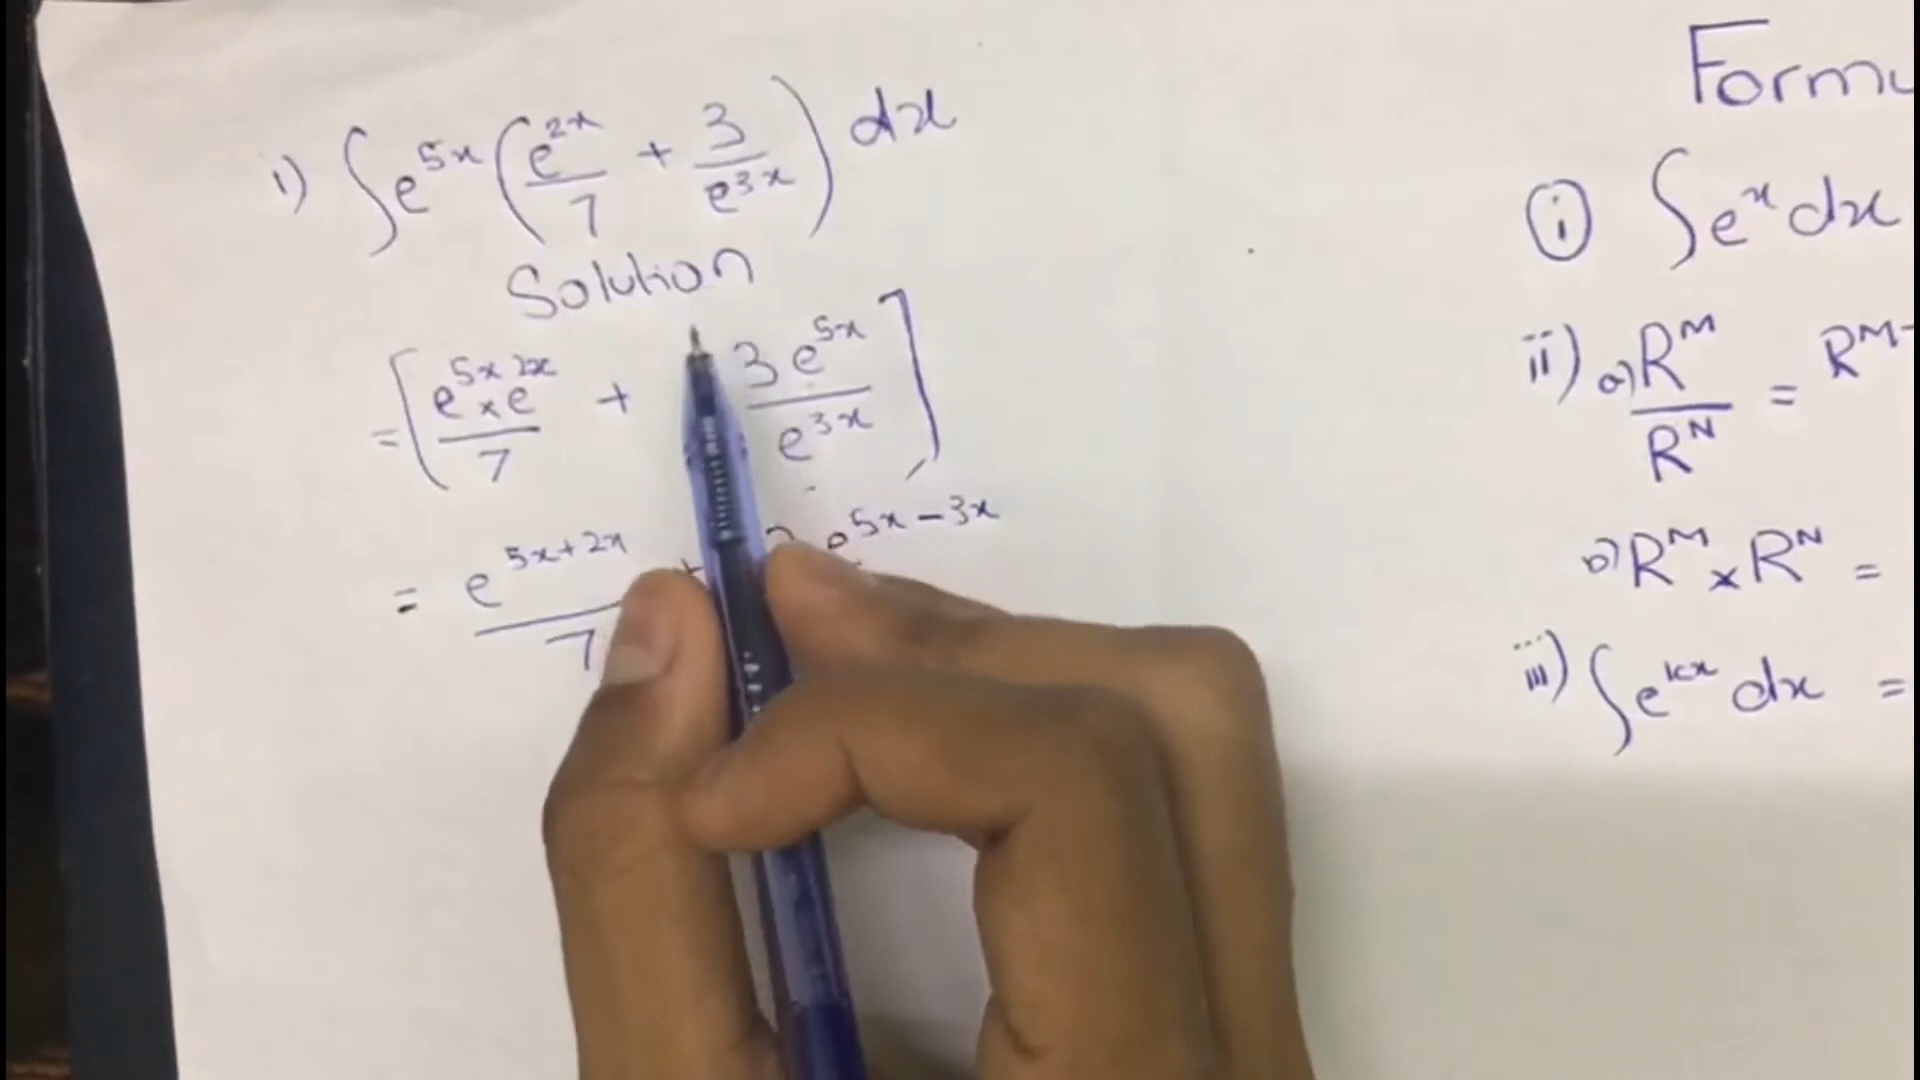 i) ∫e^5x (e^2x/7 + 3/e^3x) dx
Solution
= [e^5x × e^2x/7 + 3e^5x/e^3x]
= e^5x+2x/7 + e^5x-3x
Formu
(i) ∫e^x dx
ii) a) R^M/R^N = R^M-
b) R^M × R^N =
iii) ∫e^kx dx =